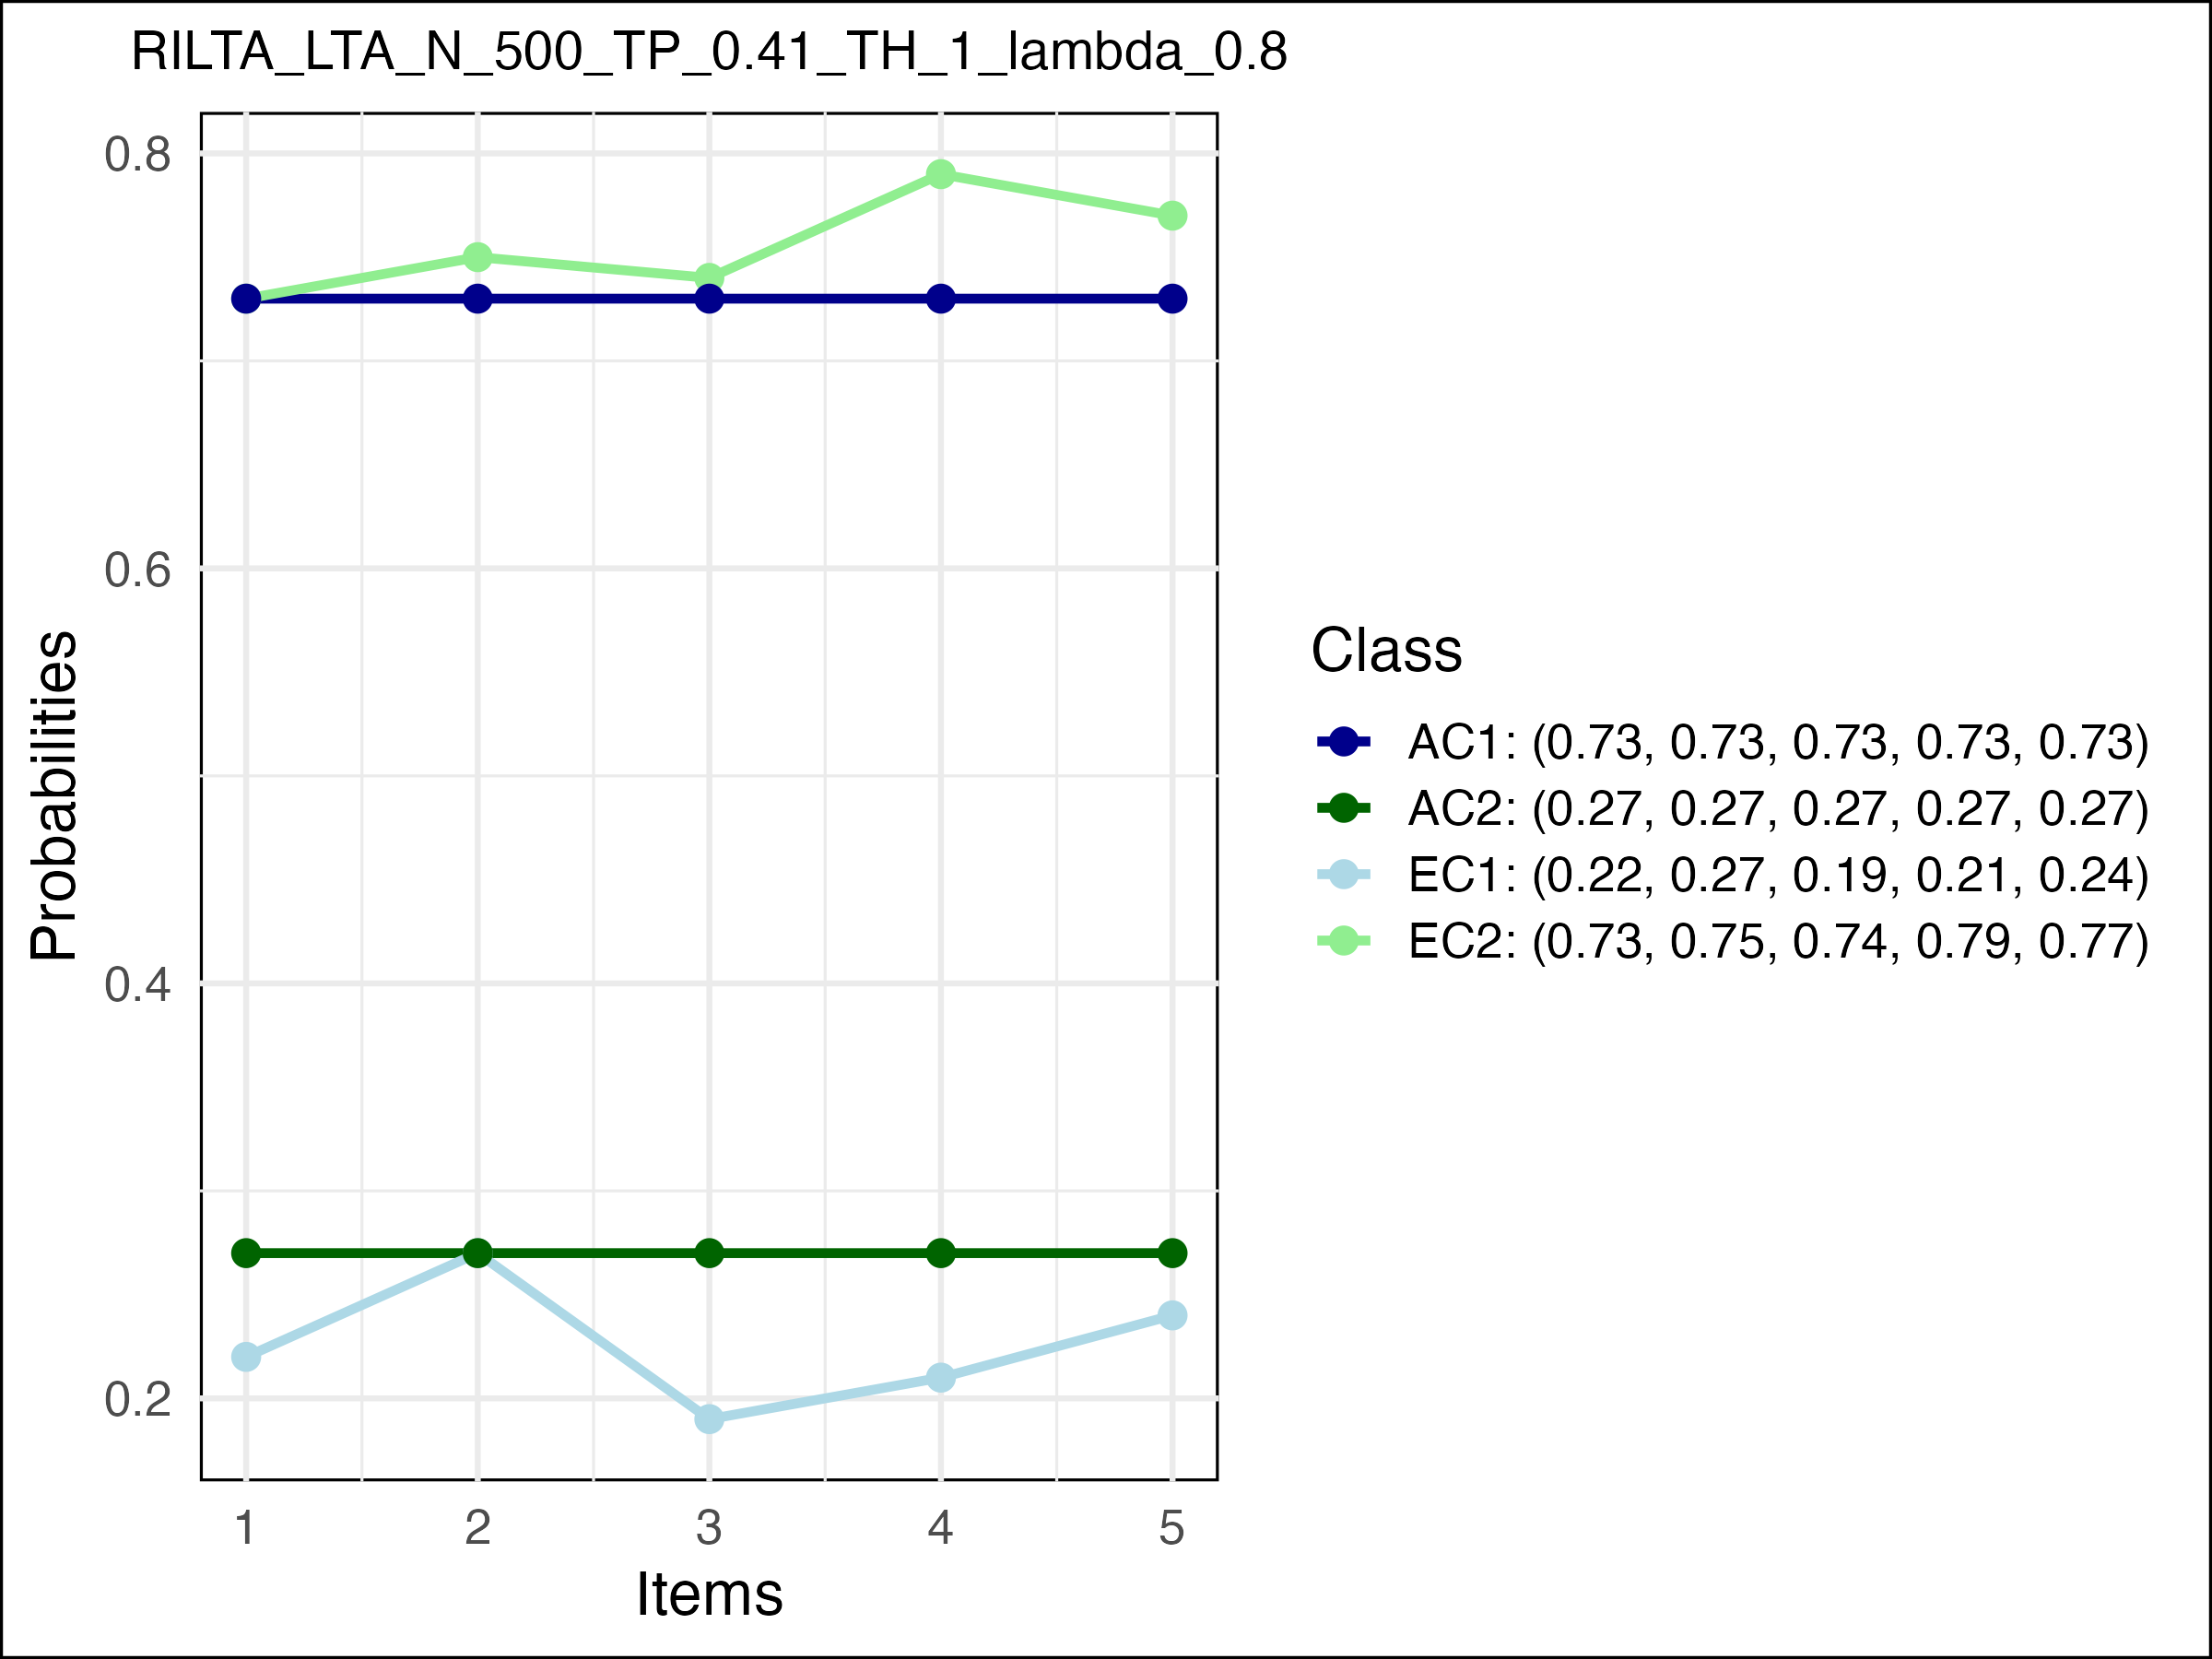 RILTA_LTA_N_500_TP_0.41_TH_1_lambda_0.8
0.8
0.6
0.4
0.2
Probabilities
1 2 3 4 5
Items
Class
AC1: (0.73, 0.73, 0.73, 0.73, 0.73)
AC2: (0.27, 0.27, 0.27, 0.27, 0.27)
EC1: (0.22, 0.27, 0.19, 0.21, 0.24)
EC2: (0.73, 0.75, 0.74, 0.79, 0.77)